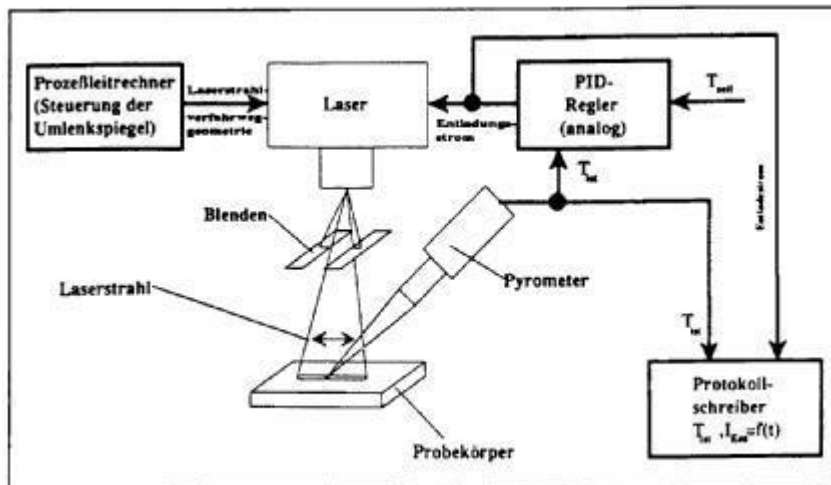 Prozeßleitrechner
(Steuerung der
Umlenkspiegel)
Laserstrahl-
verfahrweg-
geometrie
Laser
Entladungs-
strom
PID-
Regler
(analog)
T_soll
T_ist
Blenden
Laserstrahl
Pyrometer
Probekörper
T_ist
Protokoll-
schreiber
T_ist , I_Ent=f(t)